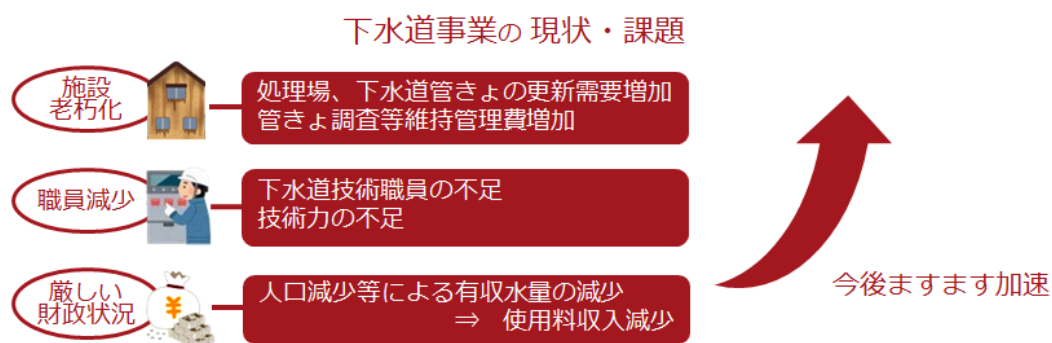 下水道事業の 現状・課題
施設
老朽化
処理場、下水道管きょの更新需要増加
管きょ調査等維持管理費増加
職員減少
下水道技術職員の不足
技術力の不足
厳しい
財政状況
¥
人口減少等による有収水量の減少
⇒ 使用料収入減少
今後ますます加速